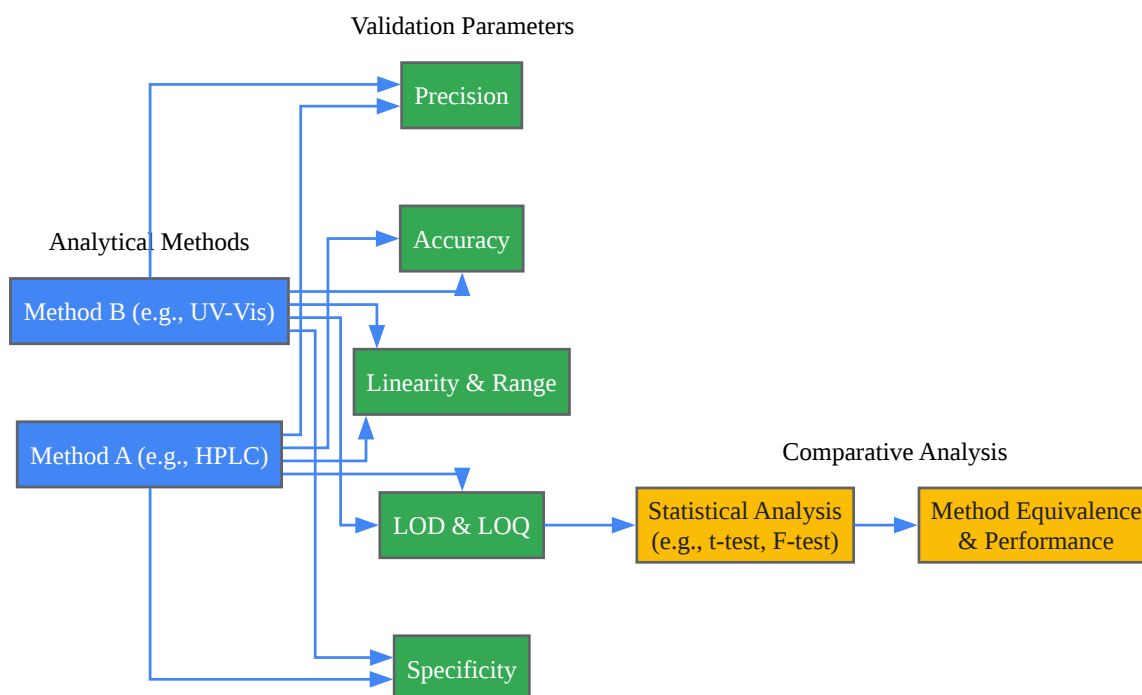 Validation Parameters
Precision
Accuracy
Analytical Methods
Method B (e.g., UV-Vis)
Linearity & Range
Method A (e.g., HPLC)
Comparative Analysis
LOD & LOQ
Statistical Analysis
(e.g., t-test, F-test)
Method Equivalence
& Performance
Specificity